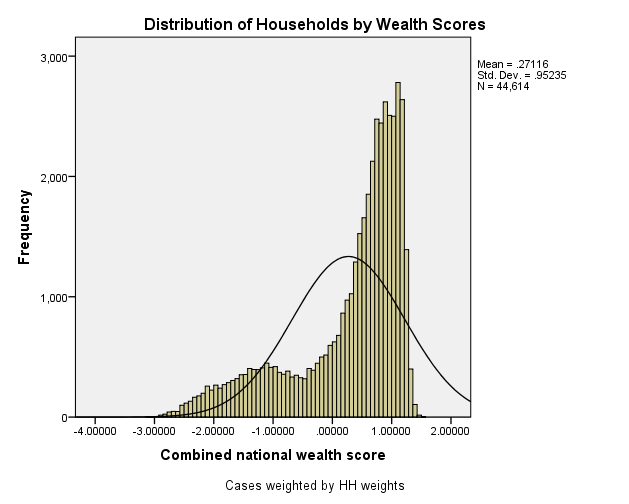 Distribution of Households by Wealth Scores
Mean = .27116
Std. Dev. = .95235
N = 44,614
3,000
2,000
1,000
0
Frequency
-4.00000 -3.00000 -2.00000 -1.00000 .00000 1.00000 2.00000
Combined national wealth score
Cases weighted by HH weights